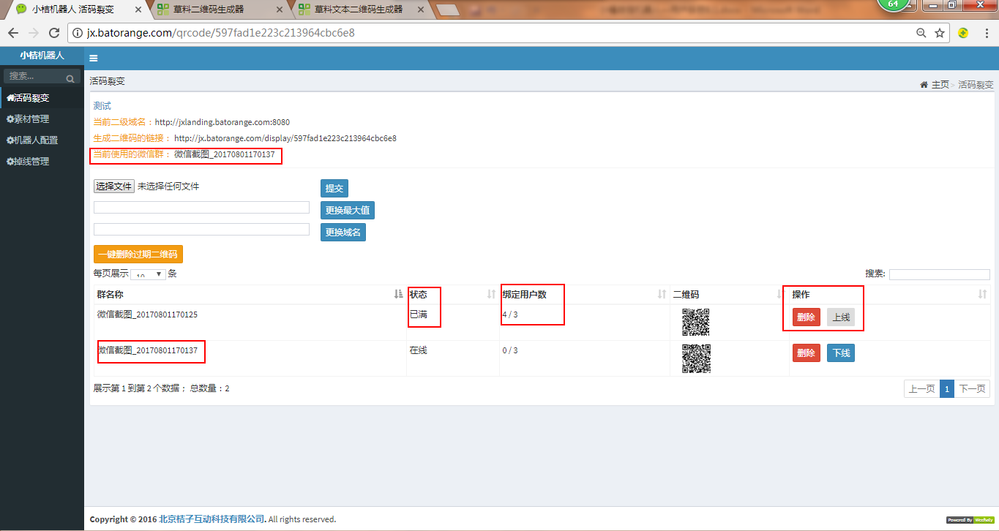 小桔机器人 活码裂变
草料二维码生成器
草料文本二维码生成器
64
jx.batorange.com/qrcode/597fad1e223c213964cbc6e8
小桔机器人
搜索...
活码裂变
素材管理
机器人配置
掉线管理
活码裂变
主页 > 活码裂变
测试
当前二级域名：http://jxlanding.batorange.com:8080
生成二维码的链接： http://jx.batorange.com/display/597fad1e223c213964cbc6e8
当前使用的微信群： 微信截图_20170801170137
选择文件 未选择任何文件
提交
更换最大值
更换域名
一键删除过期二维码
每页展示 10 条
搜索:
群名称 状态 绑定用户数 二维码 操作
微信截图_20170801170125 已满 4 / 3 删除 上线
微信截图_20170801170137 在线 0 / 3 删除 下线
展示第 1 到第 2 个数据； 总数量：2
上一页 1 下一页
Copyright © 2016 北京桔子互动科技有限公司. All rights reserved.
Powered By Wechaty